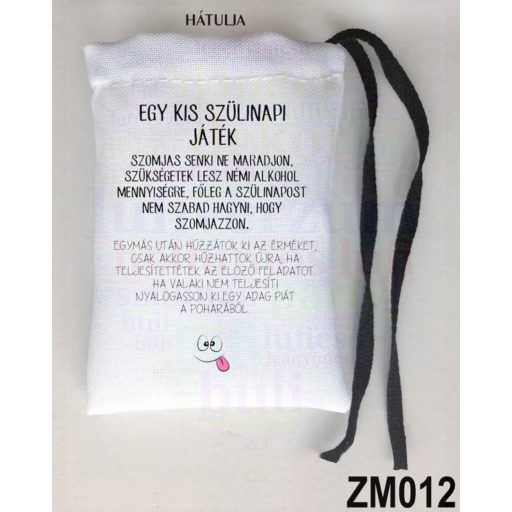 HÁTULJA
EGY KIS SZÜLINAPI
JÁTÉK
SZOMJAS SENKI NE MARADJON,
SZÜKSÉGETEK LESZ NÉMI ALKOHOL
MENNYISÉGRE, FŐLEG A SZÜLINAPOST
NEM SZABAD HAGYNI, HOGY
SZOMJAZZON.
EGYMÁS UTÁN HÚZZÁTOK KI AZ ÉRMÉKET,
CSAK AKKOR HÚZHATTOK ÚJRA, HA
TELJESÍTETTÉTEK AZ ELŐZŐ FELADATOT.
HA VALAKI NEM TELJESÍTI
NYALOGASSON KI EGY ADAG PIÁT
A POHARÁBÓL.
buli
ZM012